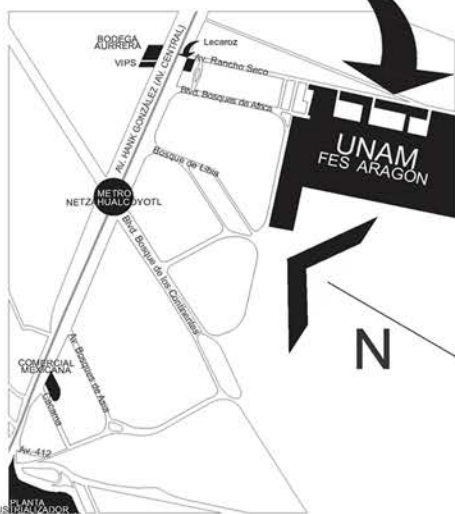 BODEGA
AURRERA
Lecaroz
VIPS
Av. Rancho Seco
AV. HANK GONZÁLEZ (AV. CENTRAL)
Blvd. Bosques de Africa
UNAM
FES ARAGÓN
Bosque de Libia
METRO
NETZAHUALCOYOTL
Blvd. Bosque de los Continentes
N
COMERCIAL
MEXICANA
Av. Bosques de Asia
Av. 412
PLANTA